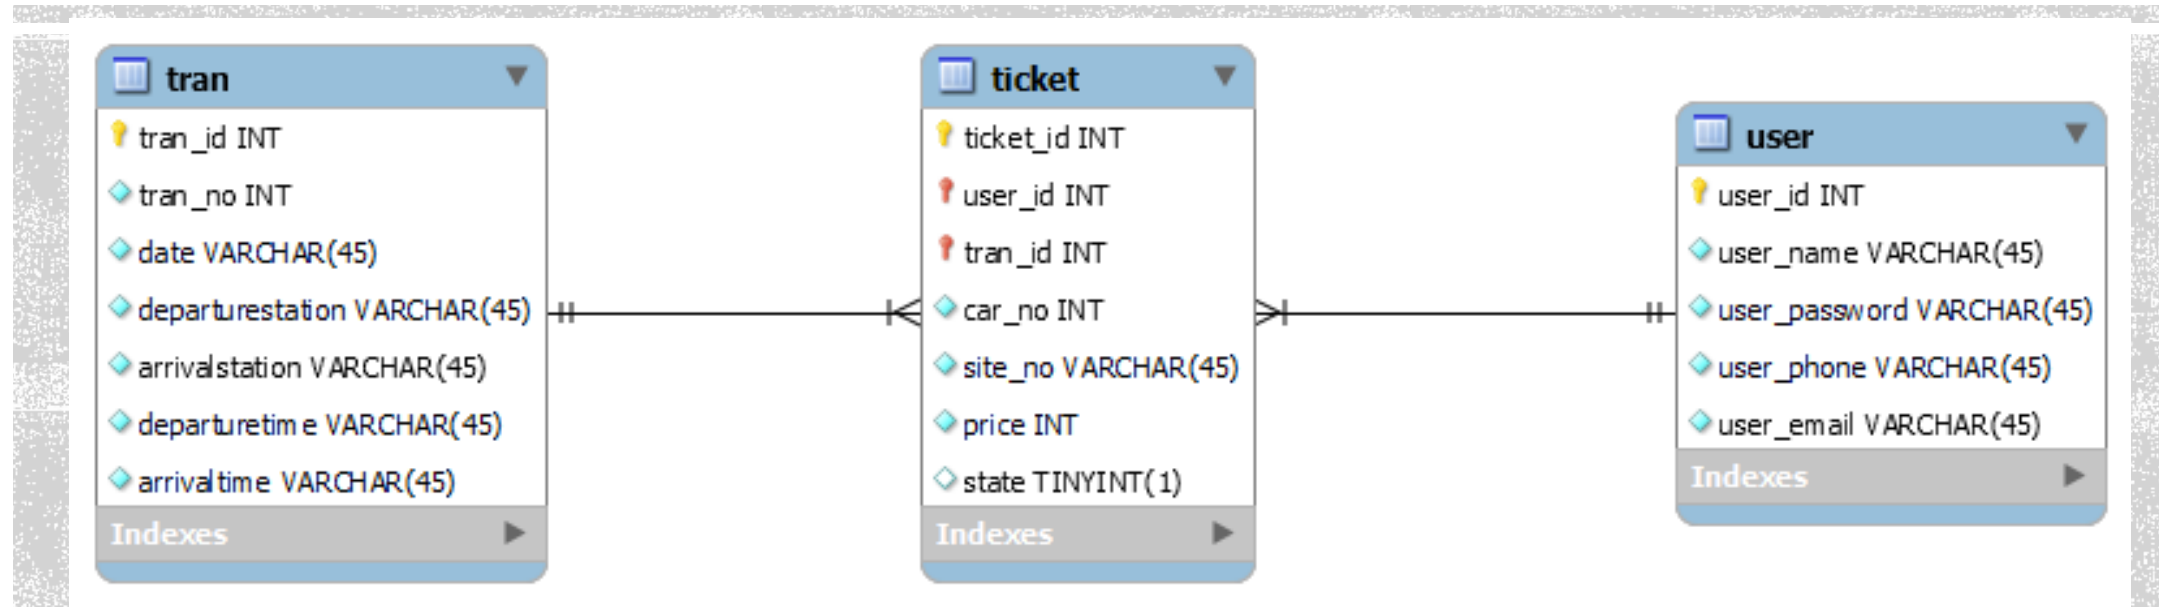 tran
tran_id INT
tran_no INT
date VARCHAR(45)
departurestation VARCHAR(45)
arrivalstation VARCHAR(45)
departuretime VARCHAR(45)
arrivaltime VARCHAR(45)
Indexes
ticket
ticket_id INT
user_id INT
tran_id INT
car_no INT
site_no VARCHAR(45)
price INT
state TINYINT(1)
Indexes
user
user_id INT
user_name VARCHAR(45)
user_password VARCHAR(45)
user_phone VARCHAR(45)
user_email VARCHAR(45)
Indexes